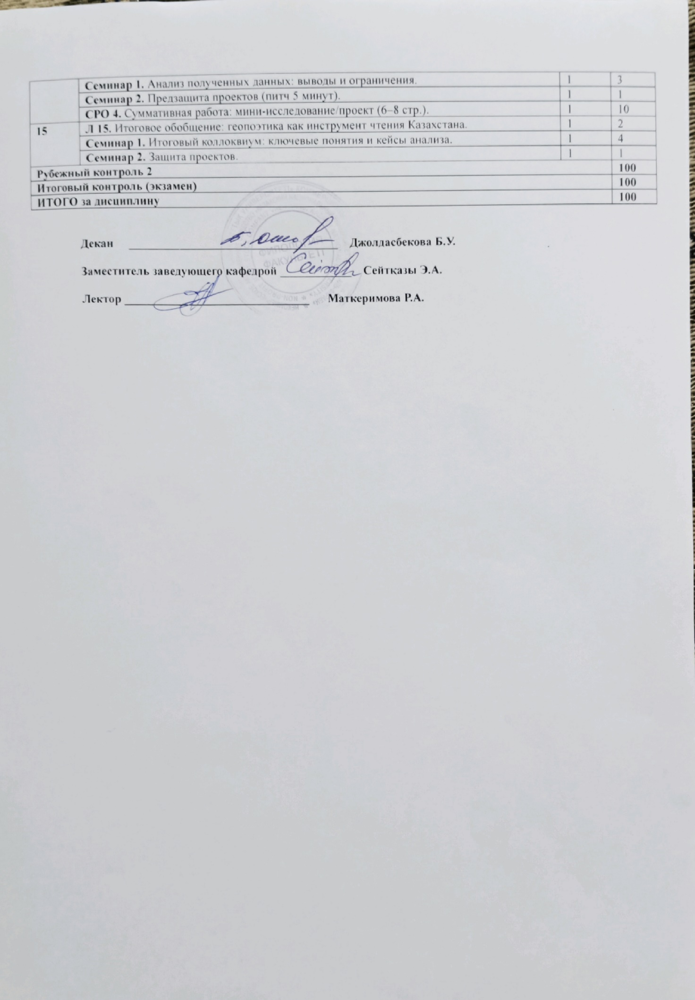 Семинар 1. Анализ полученных данных: выводы и ограничения. 1 3
Семинар 2. Предзащита проектов (питч 5 минут). 1 1
СРО 4. Суммативная работа: мини-исследование/проект (6–8 стр.). 1 10
15 Л 15. Итоговое обобщение: геопоэтика как инструмент чтения Казахстана. 1 2
Семинар 1. Итоговый коллоквиум: ключевые понятия и кейсы анализа. 1 4
Семинар 2. Защита проектов. 1 1
Рубежный контроль 2 100
Итоговый контроль (экзамен) 100
ИТОГО за дисциплину 100
Декан Джолдасбекова Б.У.
ФИЛОЛОГИЯ
ФАКУЛЬТЕТІ
Заместитель заведующего кафедрой Сейтказы Э.А.
Лектор Маткеримова Р.А.